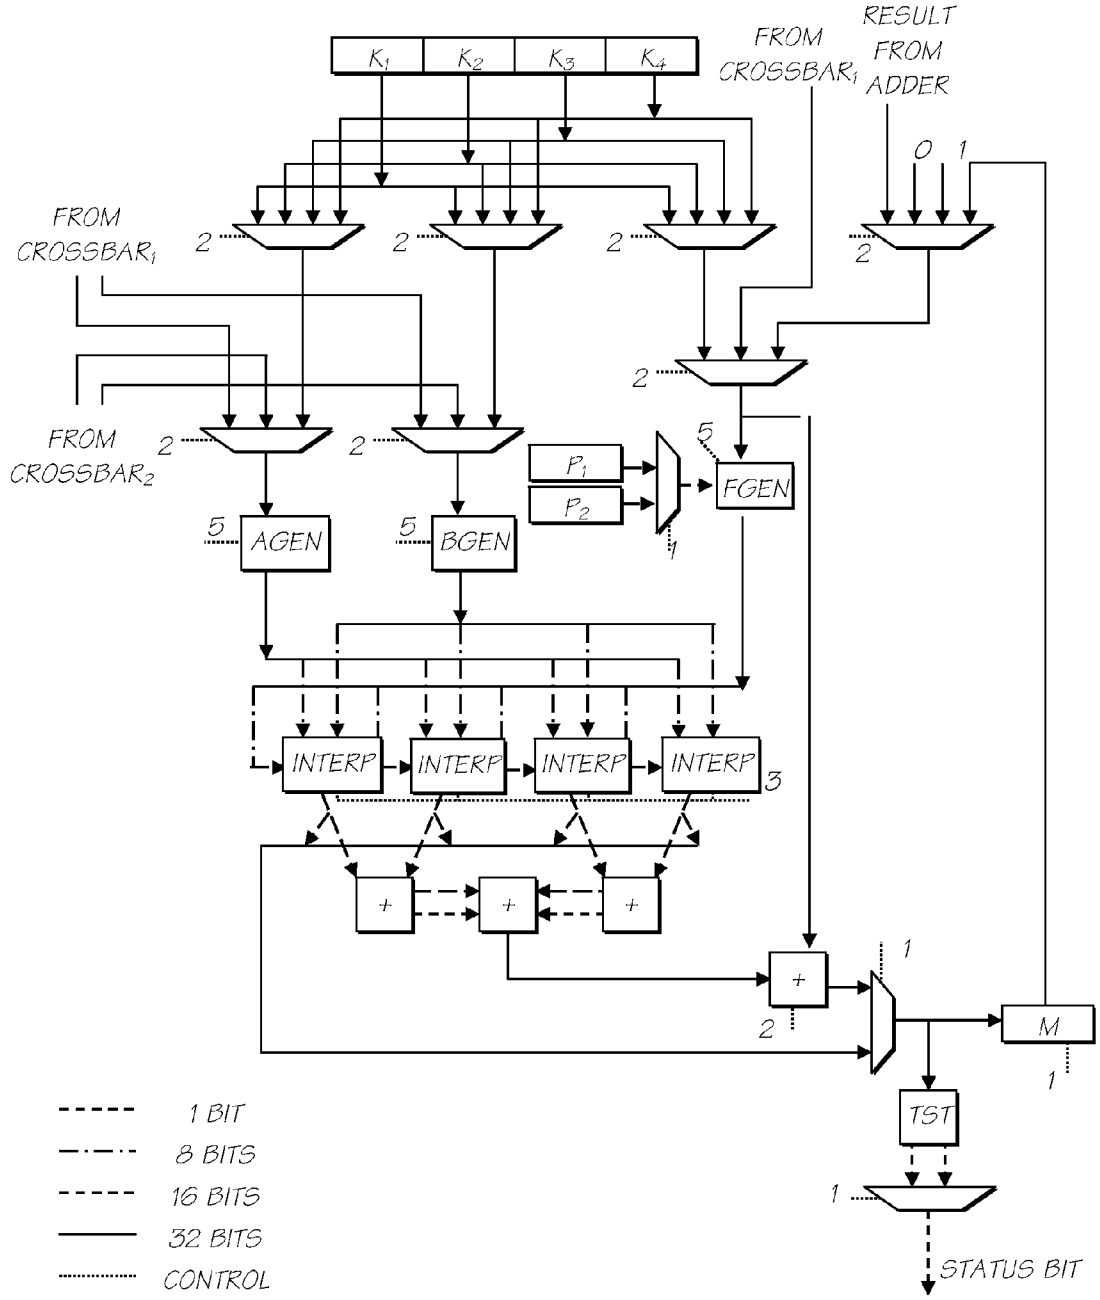 RESULT
FROM
ADDER
FROM
CROSSBAR₁
K₁ K₂ K₃ K₄
0 1
FROM
CROSSBAR₁
2 2 2 2
2
FROM
CROSSBAR₂
2 2
P₁
P₂
1
5
FGEN
5
AGEN
5
BGEN
INTERP INTERP INTERP INTERP
3
+ + +
+
2
1
M
1
TST
1
STATUS BIT
1 BIT
8 BITS
16 BITS
32 BITS
CONTROL